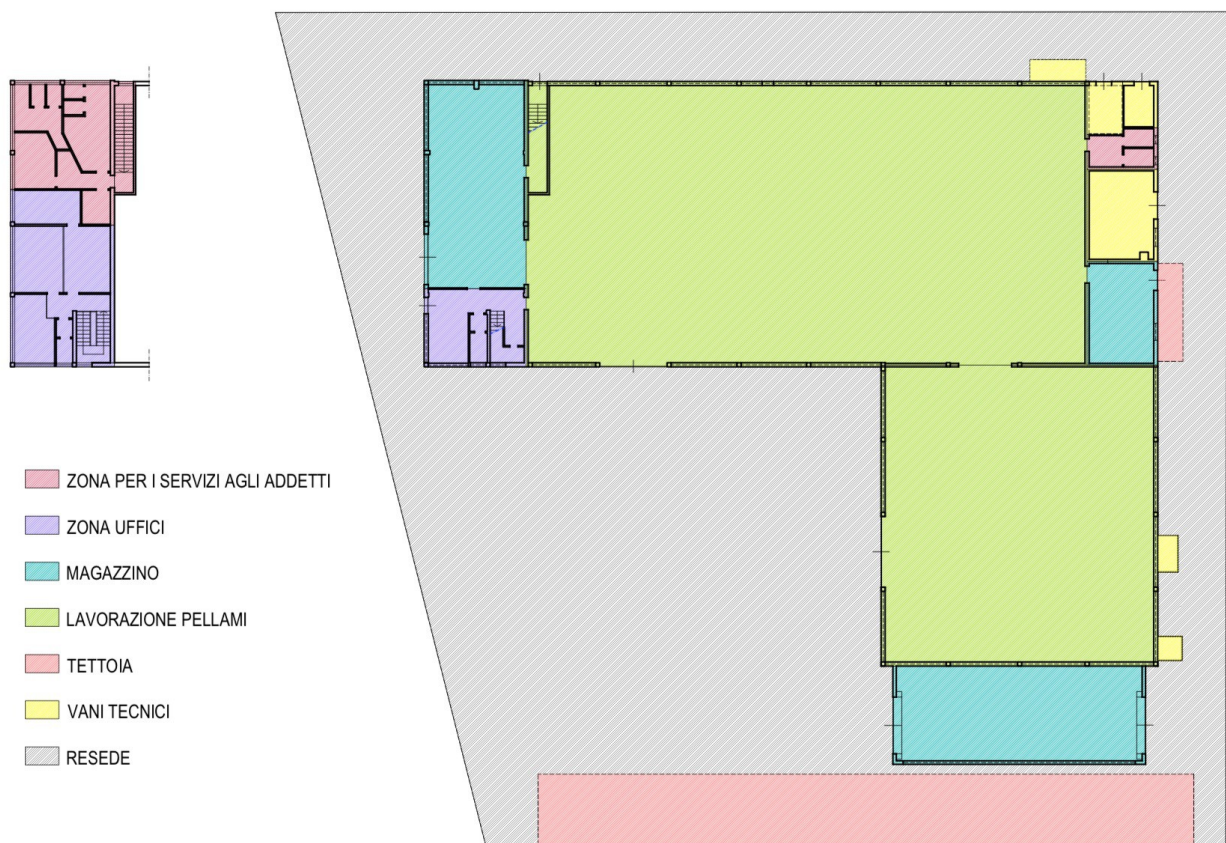 ZONA PER I SERVIZI AGLI ADDETTI
ZONA UFFICI
MAGAZZINO
LAVORAZIONE PELLAMI
TETTOIA
VANI TECNICI
RESEDE